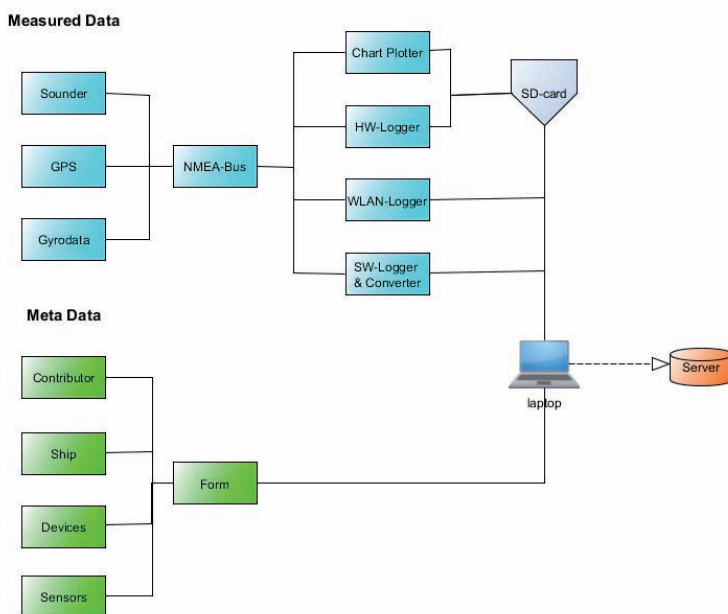 Measured Data
Sounder
GPS
Gyrodata
NMEA-Bus
Chart Plotter
HW-Logger
WLAN-Logger
SW-Logger
& Converter
SD-card
laptop
Server
Meta Data
Contributor
Ship
Devices
Sensors
Form